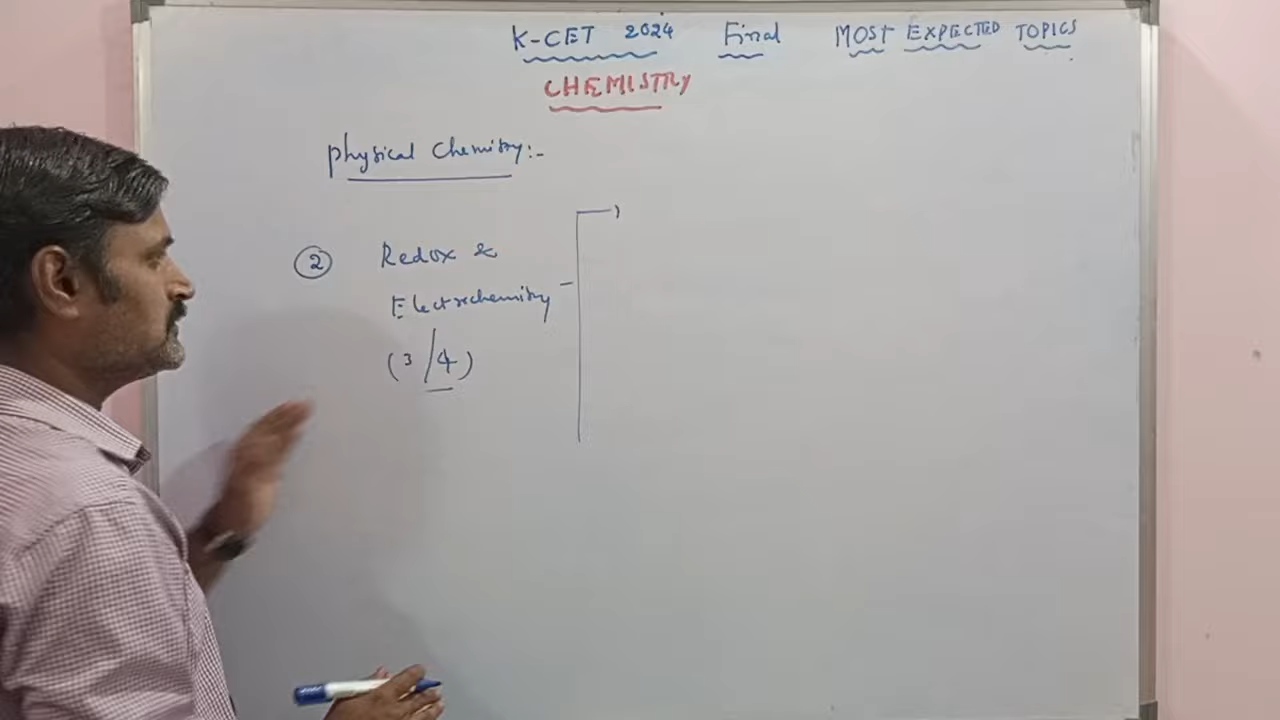 K-CET 2024 Final MOST EXPECTED TOPICS
CHEMISTRY
Physical Chemistry:-
2 Redox &
Electrochemistry
(3/4)